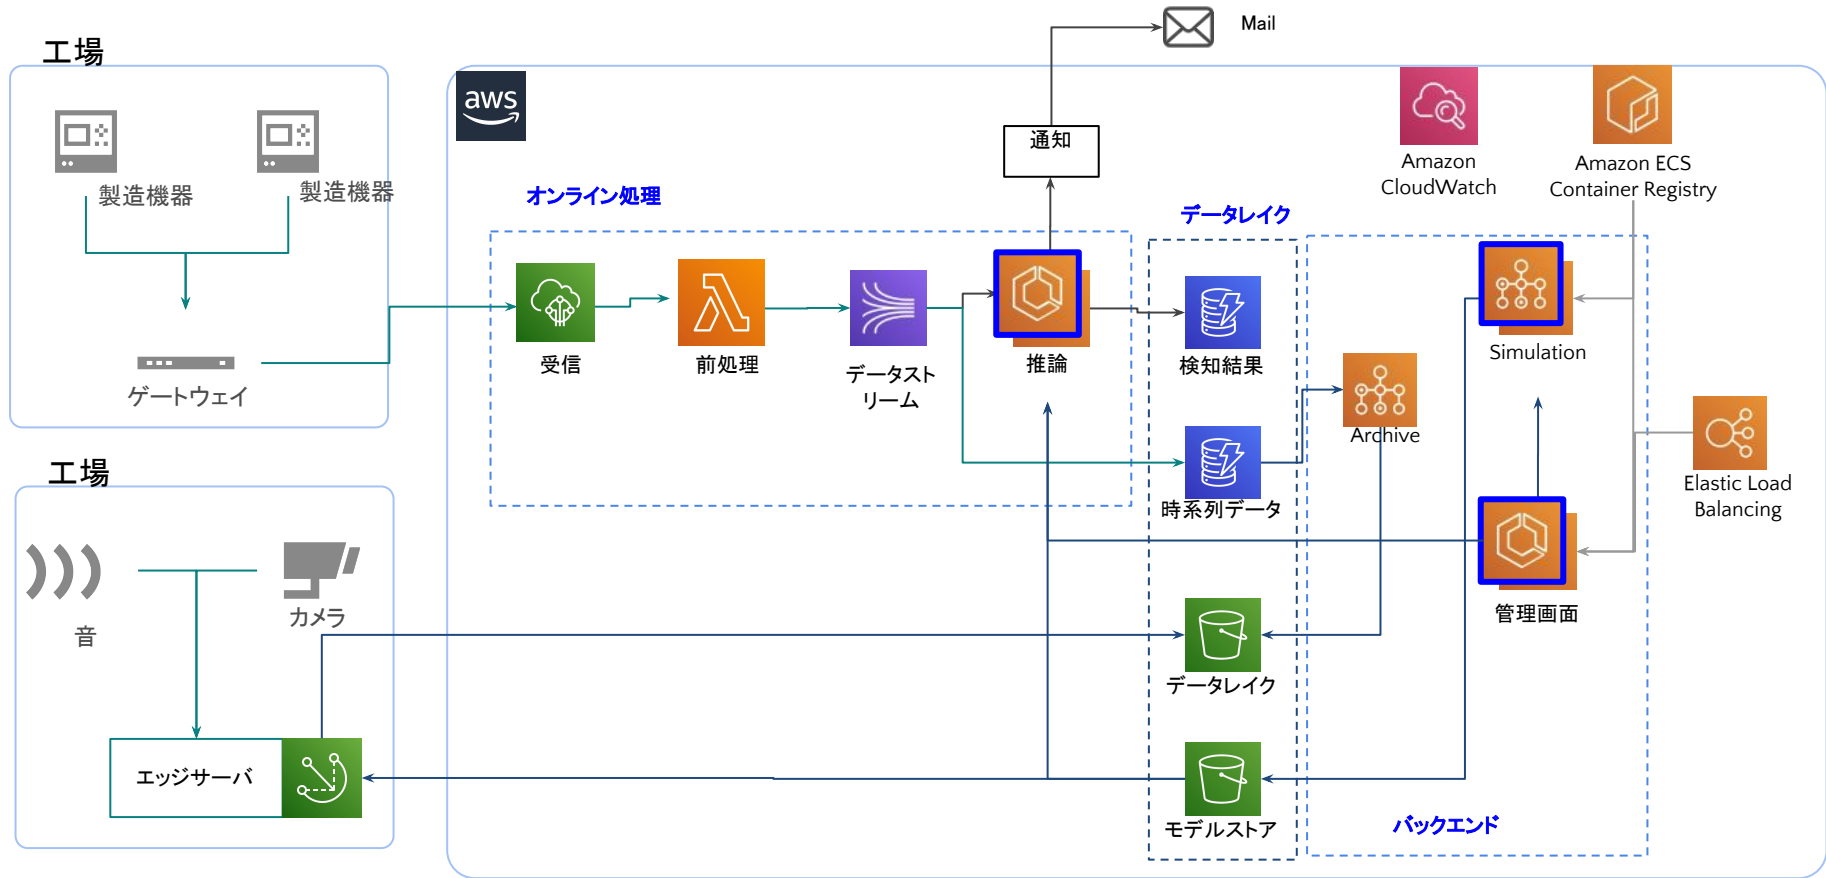 Mail
工場
aws
通知
Amazon
CloudWatch
Amazon ECS
Container Registry
製造機器
製造機器
オンライン処理
データレイク
受信
前処理
データスト
リーム
推論
検知結果
Simulation
ゲートウェイ
Archive
工場
時系列データ
Elastic Load
Balancing
音
カメラ
管理画面
データレイク
エッジサーバ
モデルストア
バックエンド